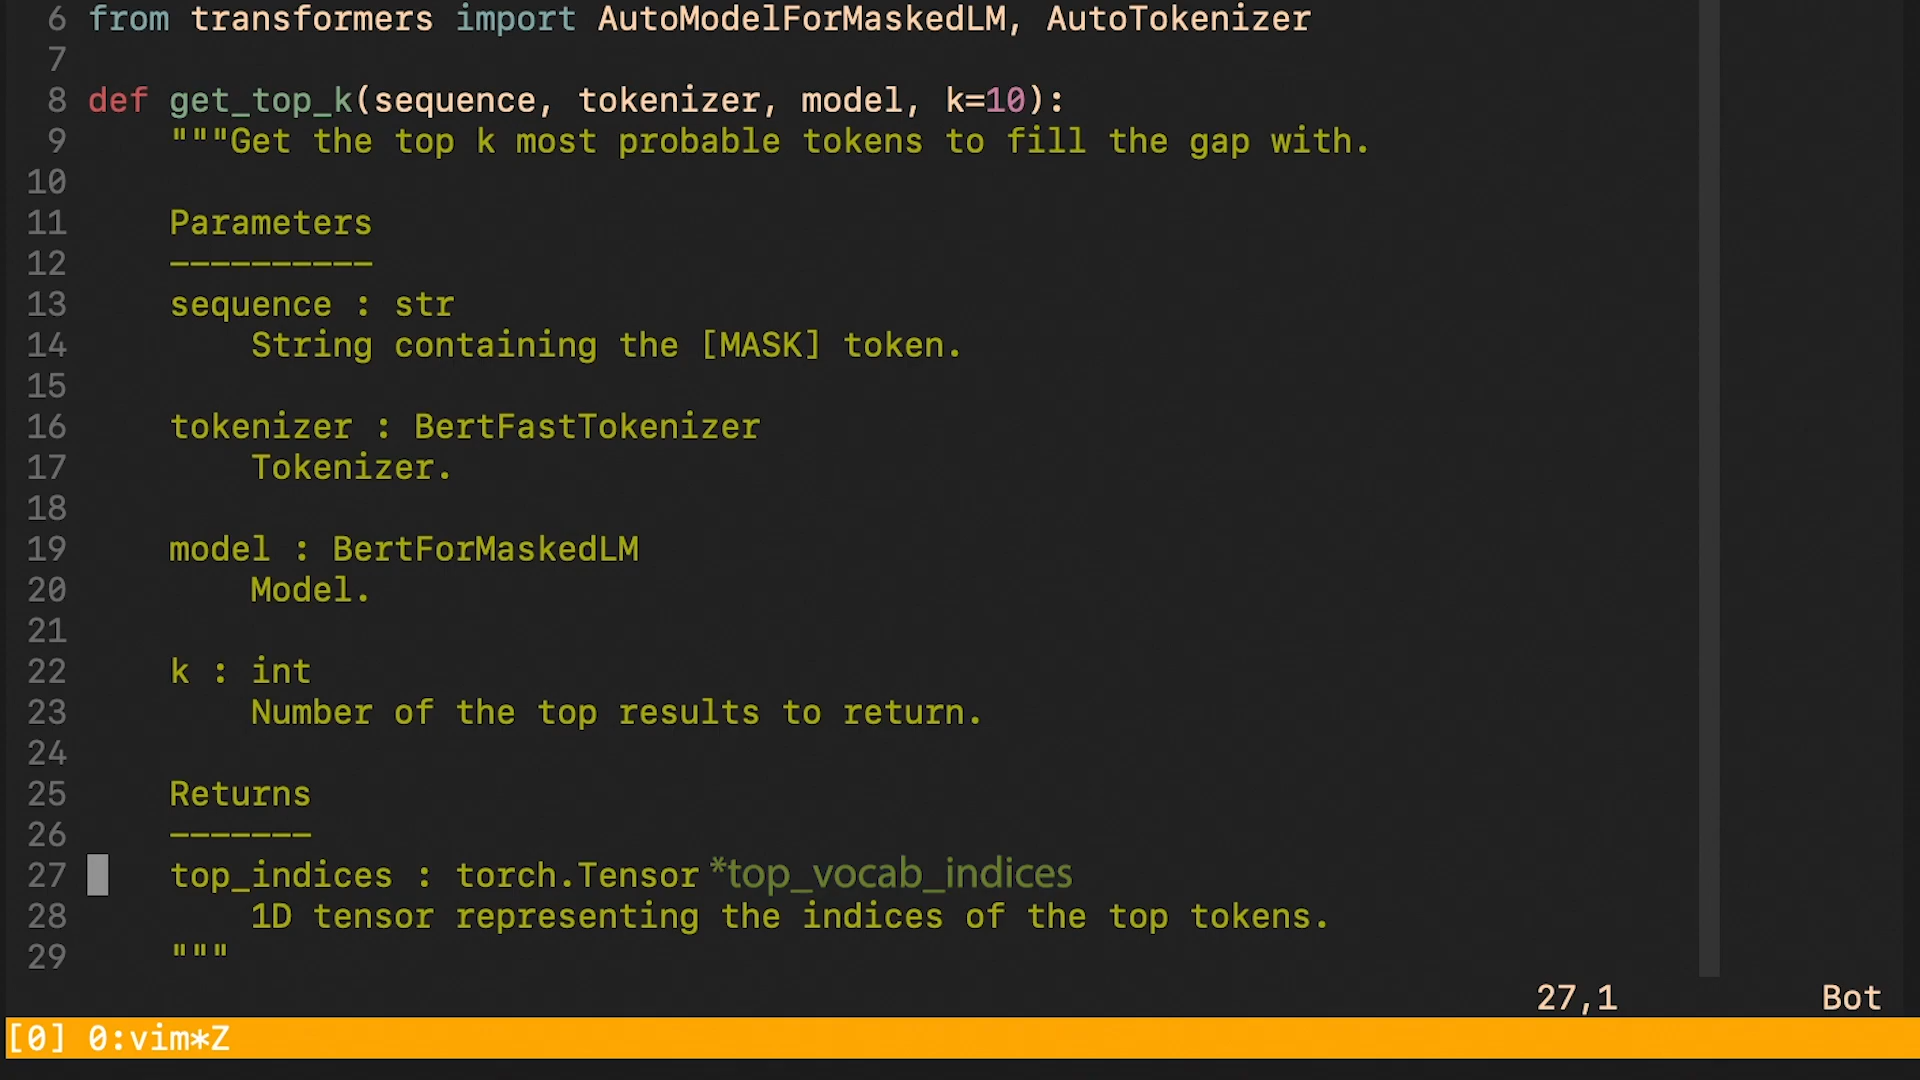 6 from transformers import AutoModelForMaskedLM, AutoTokenizer
7
8 def get_top_k(sequence, tokenizer, model, k=10):
9     """Get the top k most probable tokens to fill the gap with.
10
11     Parameters
12     ----------
13     sequence : str
14         String containing the [MASK] token.
15
16     tokenizer : BertFastTokenizer
17         Tokenizer.
18
19     model : BertForMaskedLM
20         Model.
21
22     k : int
23         Number of the top results to return.
24
25     Returns
26     -------
27     top_indices : torch.Tensor *top_vocab_indices
28         1D tensor representing the indices of the top tokens.
29     """
27,1 Bot
[0] 0:vim*Z